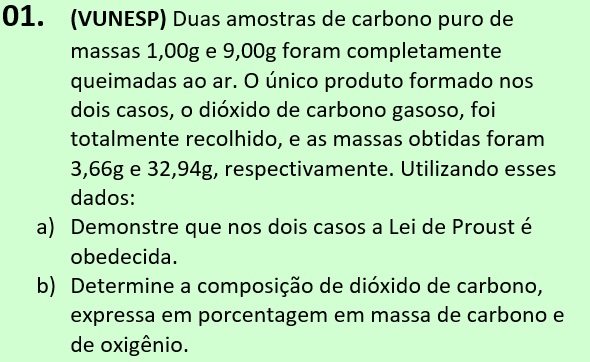 01. (VUNESP) Duas amostras de carbono puro de
massas 1,00g e 9,00g foram completamente
queimadas ao ar. O único produto formado nos
dois casos, o dióxido de carbono gasoso, foi
totalmente recolhido, e as massas obtidas foram
3,66g e 32,94g, respectivamente. Utilizando esses
dados:
a) Demonstre que nos dois casos a Lei de Proust é
obedecida.
b) Determine a composição de dióxido de carbono,
expressa em porcentagem em massa de carbono e
de oxigênio.